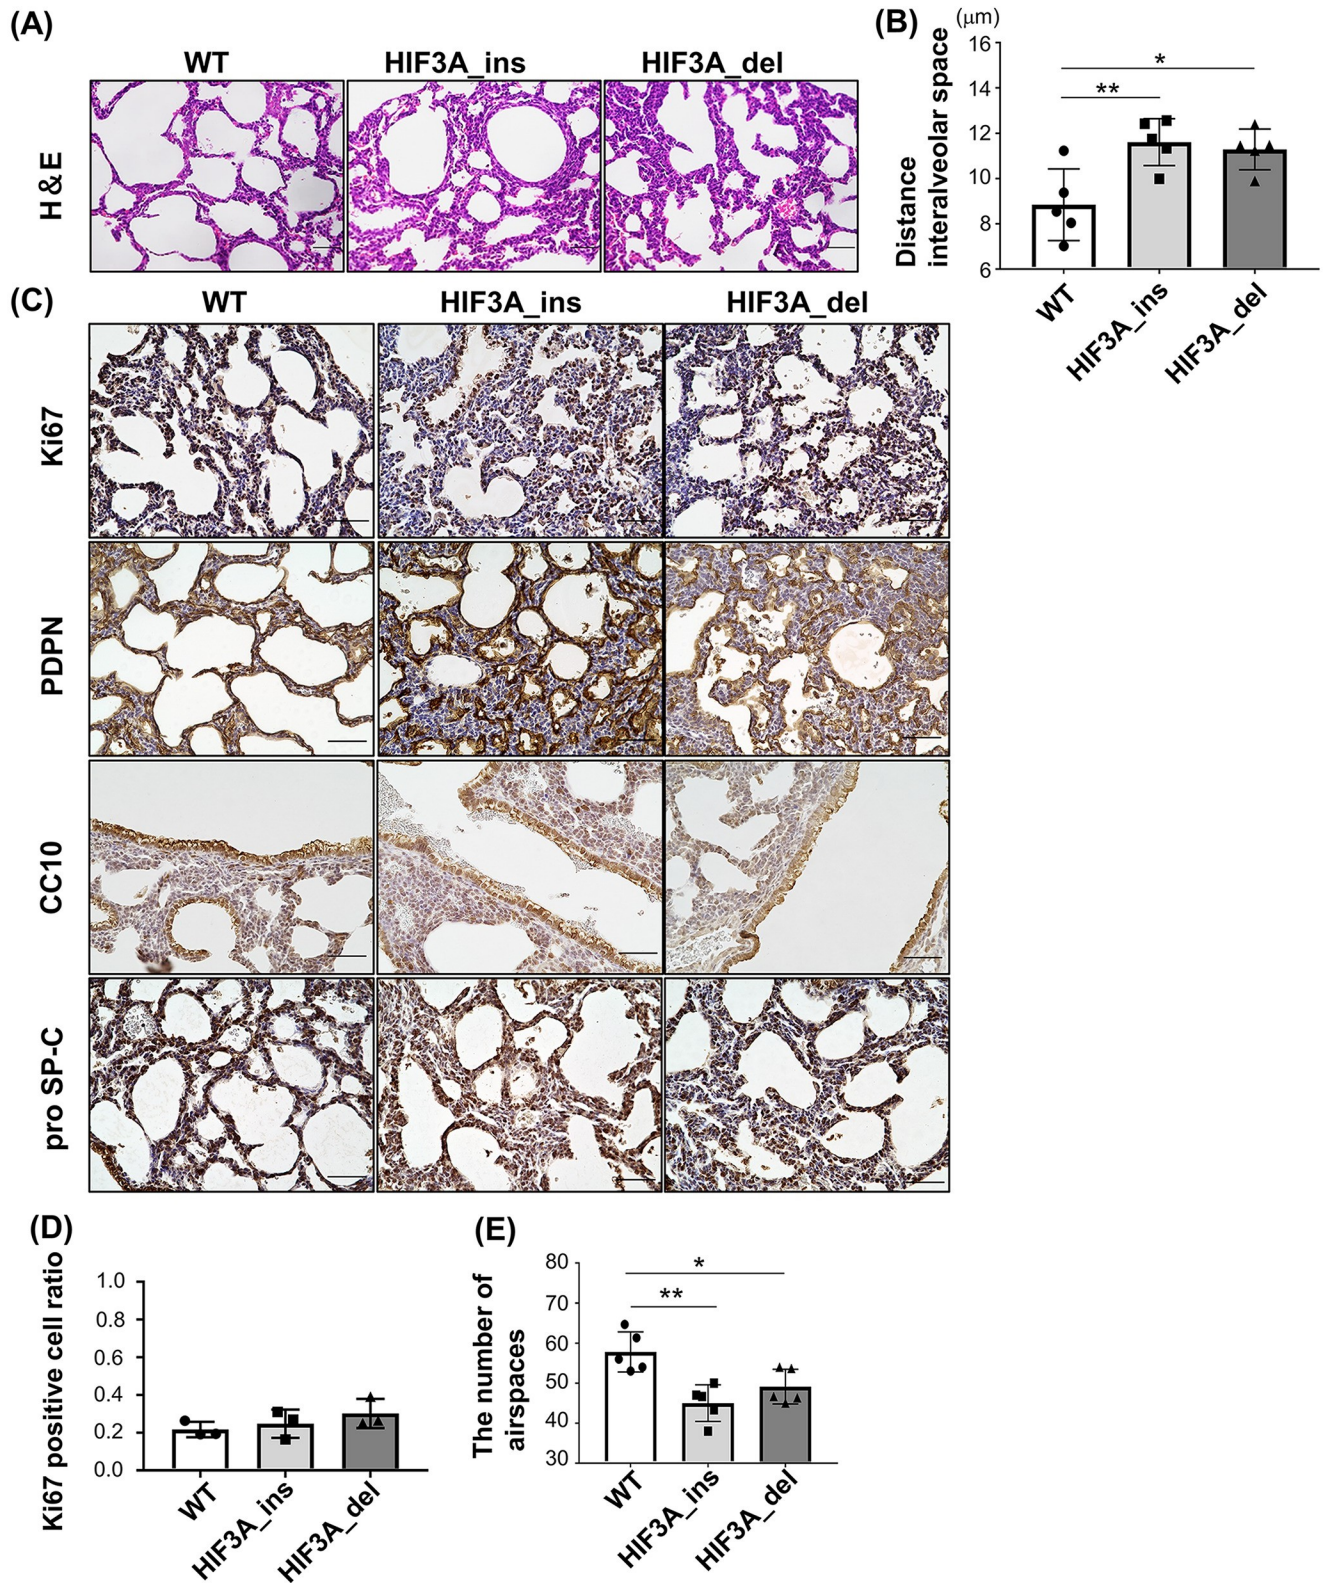 (A)
WT HIF3A_ins HIF3A_del
H&E
(B)
(μm)
Distance
interalveolar space
16
14
12
10
8
6
*
**
WT
HIF3A_ins
HIF3A_del
(C)
WT HIF3A_ins HIF3A_del
Ki67
PDPN
CC10
pro SP-C
(D)
Ki67 positive cell ratio
1.0
0.8
0.6
0.4
0.2
0.0
WT
HIF3A_ins
HIF3A_del
(E)
The number of
airspaces
80
70
60
50
40
30
*
**
WT
HIF3A_ins
HIF3A_del